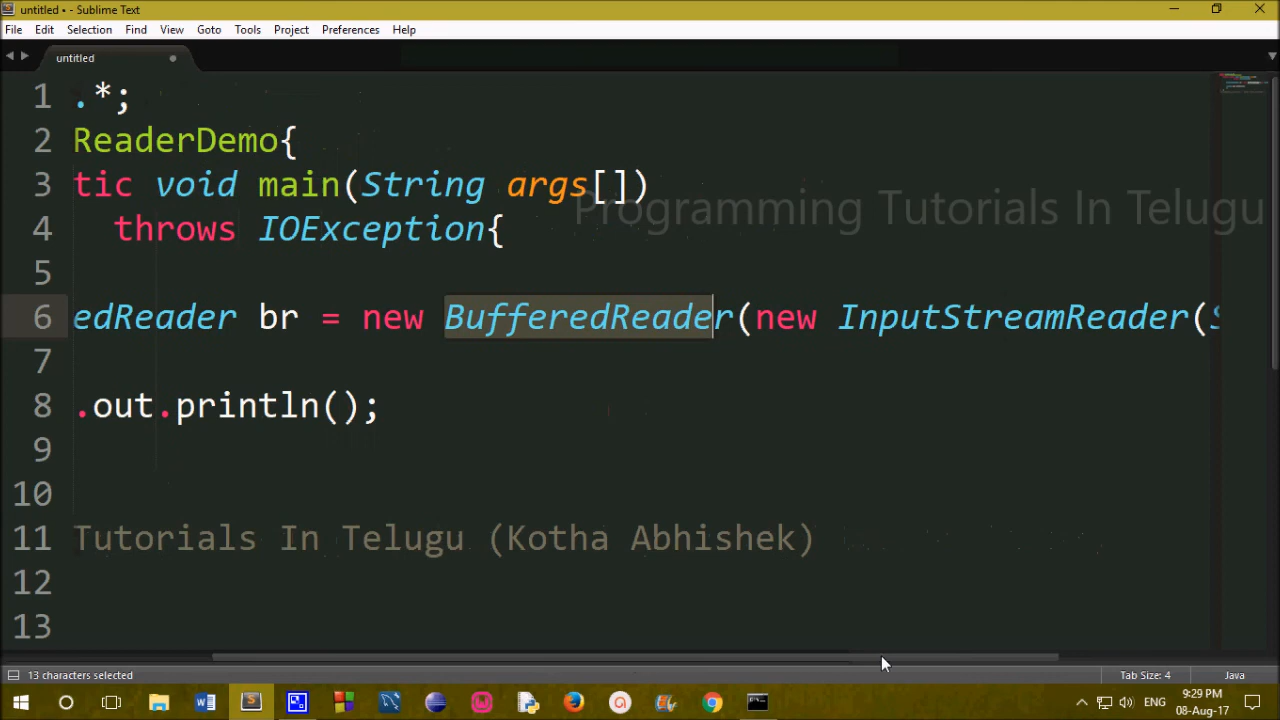 untitled • - Sublime Text
File Edit Selection Find View Goto Tools Project Preferences Help
untitled
1 .*;
2 ReaderDemo{
3 tic void main(String args[])
Programming Tutorials In Telugu
4 throws IOException{
5
6 edReader br = new BufferedReader(new InputStreamReader(S
7
8 .out.println();
9
10
11 Tutorials In Telugu (Kotha Abhishek)
12
13
13 characters selected Tab Size: 4 Java
ENG 9:29 PM
08-Aug-17